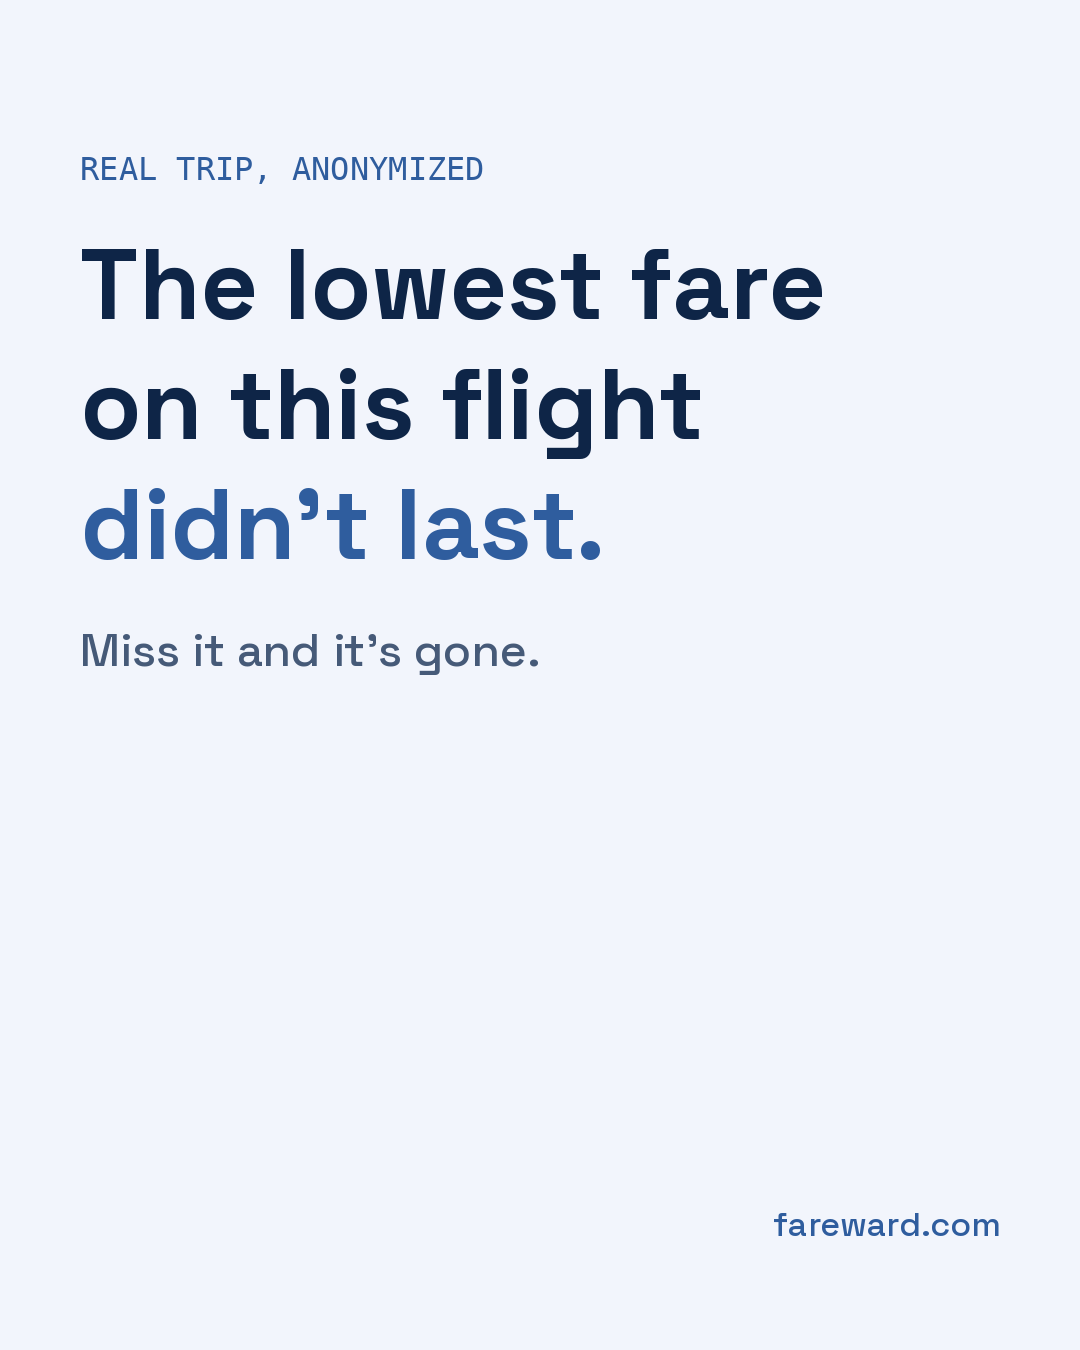 REAL TRIP, ANONYMIZED
The lowest fare
on this flight
didn’t last.
Miss it and it’s gone.
fareward.com